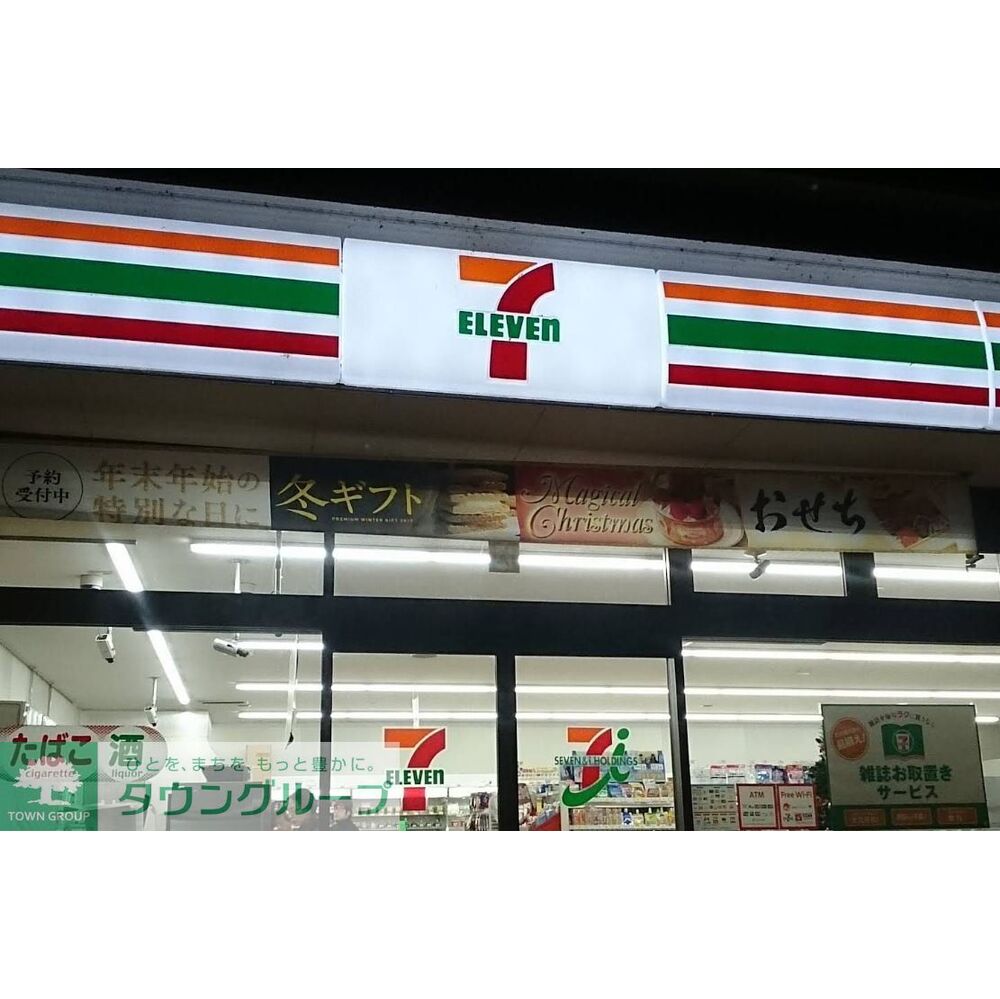 7
ELEVEn
予約
受付中
年末年始の
特別な日に
冬ギフト
Magical
Christmas
おせち
たばこ
cigarette
酒
liquor
7
ELEVEn
7i
SEVEN&i HOLDINGS
ATM
Free Wi-Fi
雑誌お取置き
サービス
ひとを、まちを、もっと豊かに。
タウングループ
TOWN GROUP